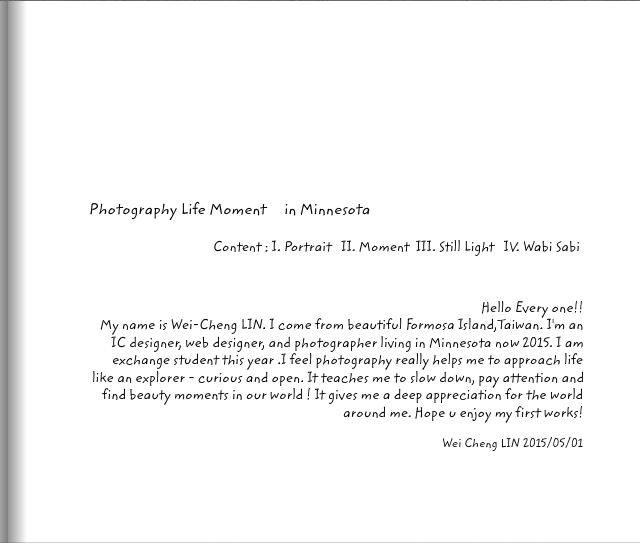 Photography Life Moment in Minnesota
Content : I. Portrait II. Moment III. Still Light IV. Wabi Sabi
Hello Every one!!
My name is Wei-Cheng LIN. I come from beautiful Formosa Island,Taiwan. I'm an
IC designer, web designer, and photographer living in Minnesota now 2015. I am
exchange student this year .I feel photography really helps me to approach life
like an explorer - curious and open. It teaches me to slow down, pay attention and
find beauty moments in our world ! It gives me a deep appreciation for the world
around me. Hope u enjoy my first works!
Wei Cheng LIN 2015/05/01